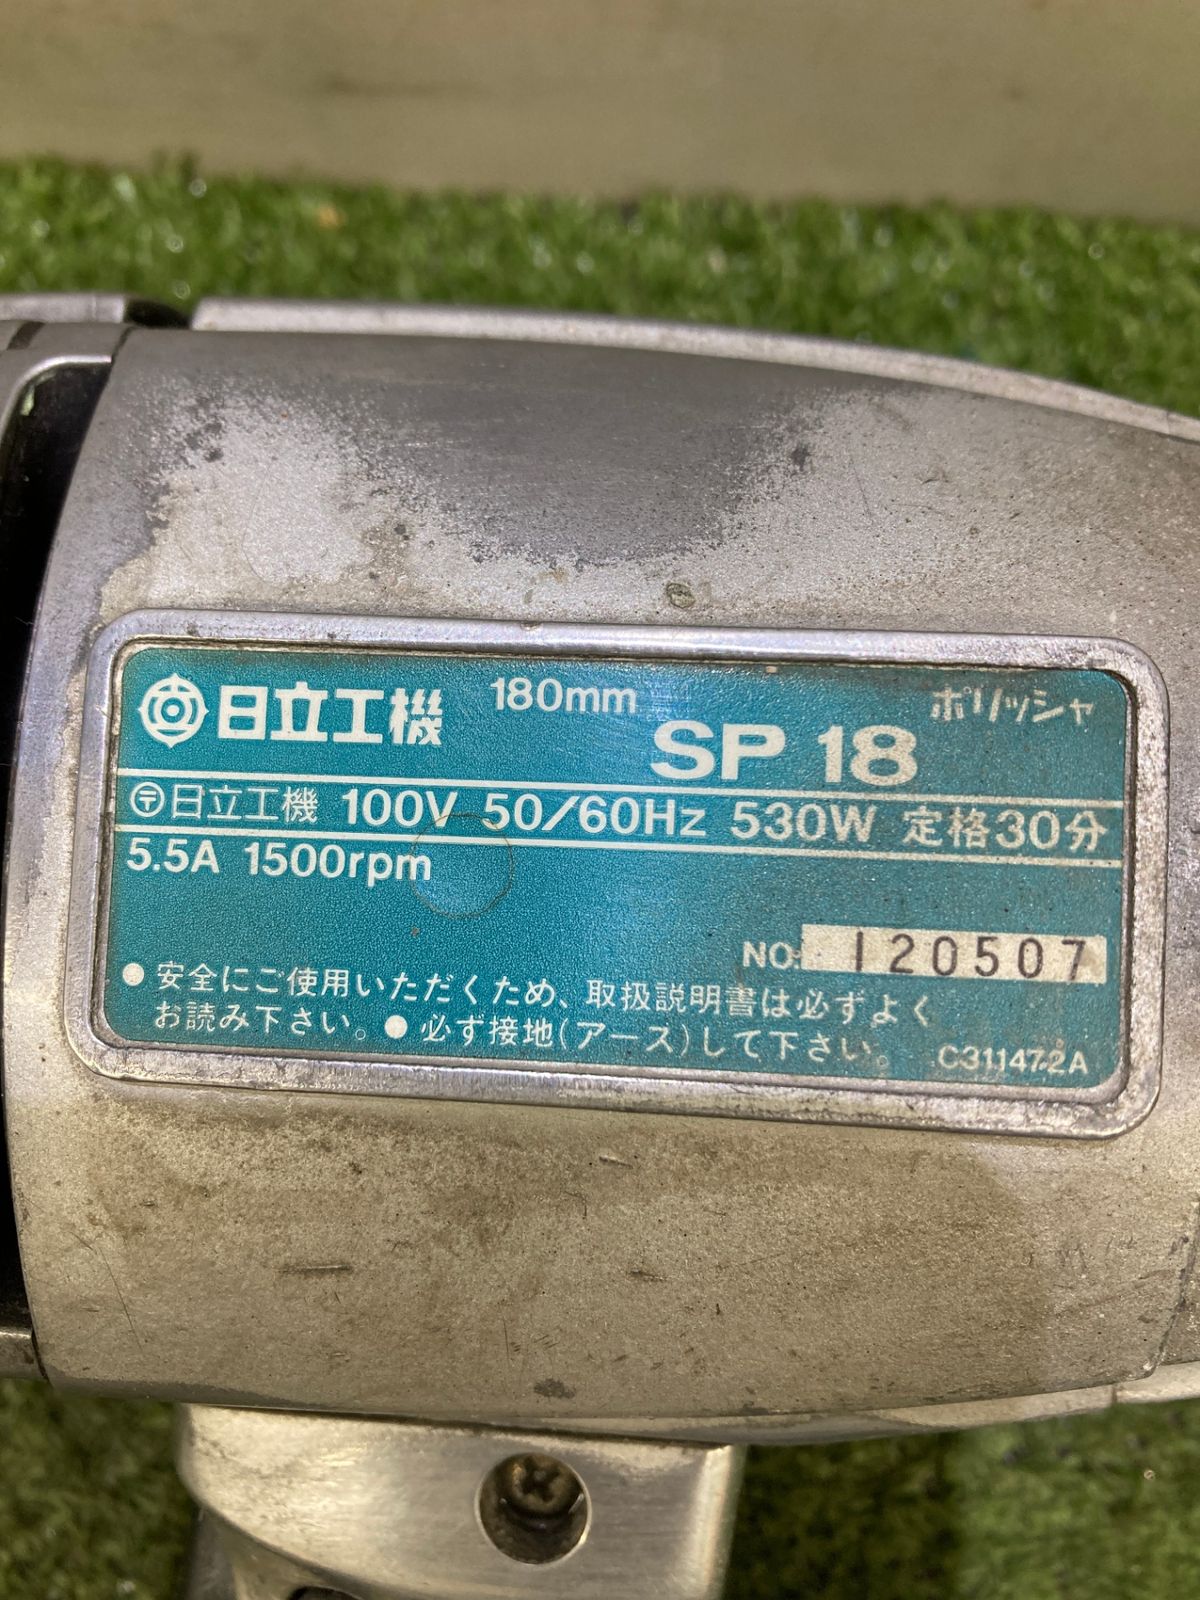 日立工機 180mm SP 18 ポリッシャ
〒日立工機 100V 50/60Hz 530W 定格30分
5.5A 1500rpm
NO. 120507
● 安全にご使用いただくため、取扱説明書は必ずよく
お読み下さい。● 必ず接地(アース)して下さい。 C311472A